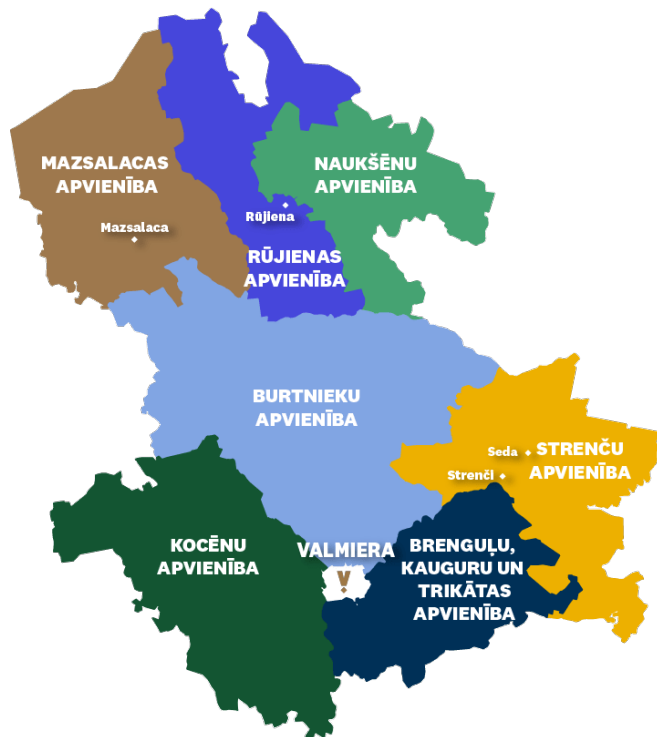 MAZSALACAS
APVIENĪBA
Mazsalaca
NAUKŠĒNU
APVIENĪBA
Rūjiena
RŪJIENAS
APVIENĪBA
BURTNIEKU
APVIENĪBA
Seda
STRENČU
APVIENĪBA
Strenči
KOCĒNU
APVIENĪBA
VALMIERA
V
BRENGUĻU,
KAUGURU UN
TRIKĀTAS
APVIENĪBA